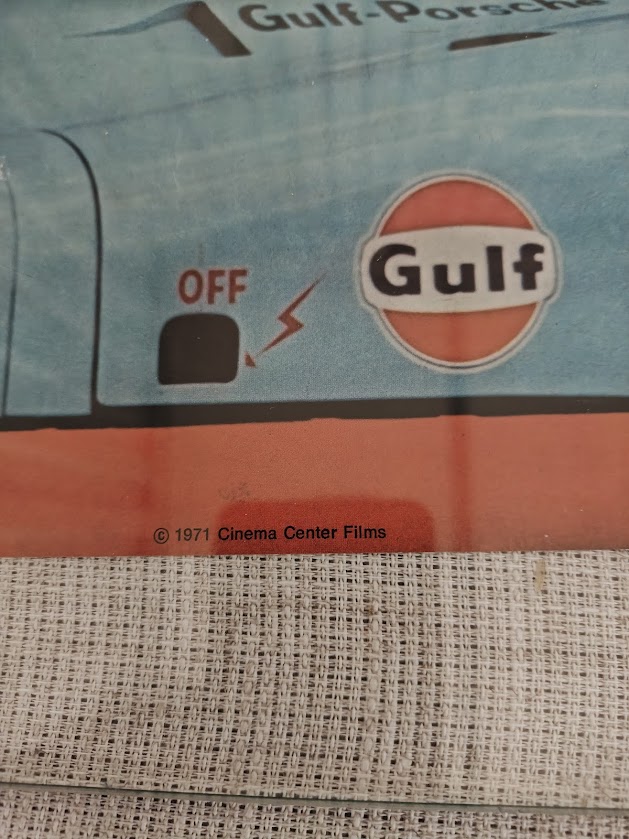 Gulf-Porsche
Gulf
OFF
© 1971 Cinema Center Films